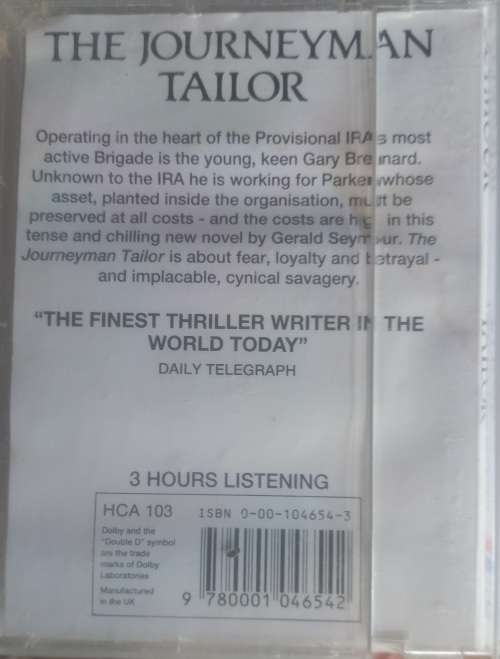 THE JOURNEYMAN
TAILOR
Operating in the heart of the Provisional IRA's most
active Brigade is the young, keen Gary Brennard.
Unknown to the IRA he is working for Parker whose
asset, planted inside the organisation, must be
preserved at all costs - and the costs are high in this
tense and chilling new novel by Gerald Seymour. The
Journeyman Tailor is about fear, loyalty and betrayal -
and implacable, cynical savagery.
“THE FINEST THRILLER WRITER IN THE
WORLD TODAY”
DAILY TELEGRAPH
3 HOURS LISTENING
HCA 103
ISBN 0-00-104654-3
Dolby and the
"Double D" symbol
are the trade
marks of Dolby
Laboratories
Manufactured
in the UK
9 780001 046542